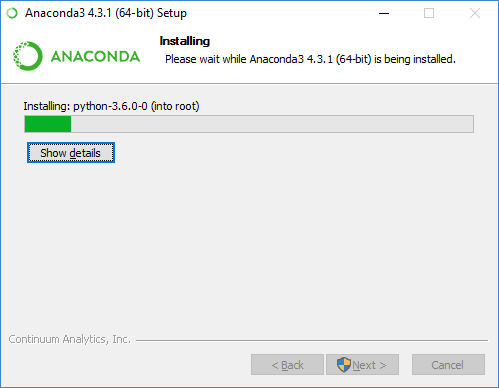 Anaconda3 4.3.1 (64-bit) Setup
Installing
Please wait while Anaconda3 4.3.1 (64-bit) is being installed.
ANACONDA
Installing: python-3.6.0-0 (into root)
Show details
Continuum Analytics, Inc.
< Back
Next >
Cancel